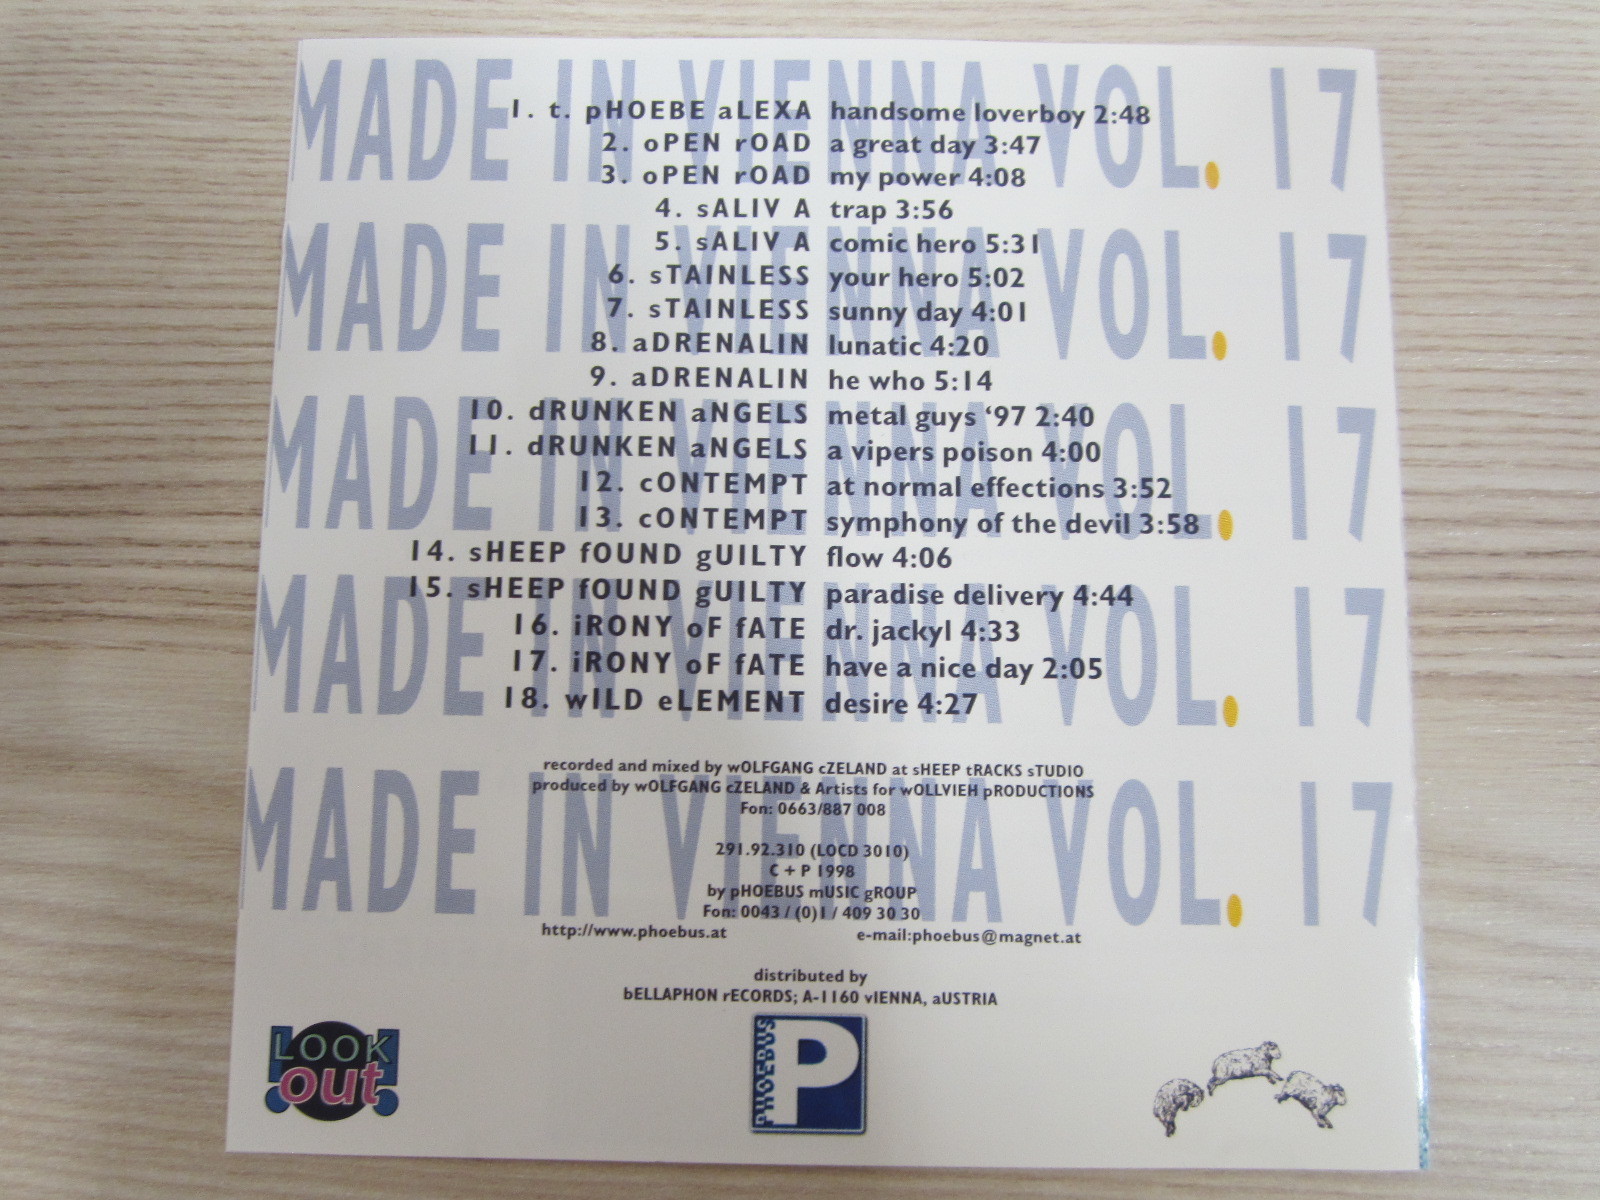 MADE IN VIENNA VOL. 17
1. t. pHOEBE aLEXA handsome loverboy 2:48
2. oPEN rOAD a great day 3:47
3. oPEN rOAD my power 4:08
4. sALIV A trap 3:56
MADE IN VIENNA VOL. 17
5. sALIV A comic hero 5:31
6. sTAINLESS your hero 5:02
7. sTAINLESS sunny day 4:01
8. aDRENALIN lunatic 4:20
9. aDRENALIN he who 5:14
MADE IN VIENNA VOL. 17
10. dRUNKEN aNGELS metal guys ‘97 2:40
11. dRUNKEN aNGELS a vipers poison 4:00
12. cONTEMPT at normal effections 3:52
13. cONTEMPT symphony of the devil 3:58
14. sHEEP fOUND gUILTY flow 4:06
MADE IN VIENNA VOL. 17
15. sHEEP fOUND gUILTY paradise delivery 4:44
16. iRONY oF fATE dr. jackyl 4:33
17. iRONY oF fATE have a nice day 2:05
18. wILD eLEMENT desire 4:27
MADE IN VIENNA VOL. 17
recorded and mixed by wOLFGANG cZELAND at sHEEP tRACKS sTUDIO
produced by wOLFGANG cZELAND & Artists for wOLLVIEH pRODUCTIONS
Fon: 0663/887 008
291.92.310 (LOCD 3010)
C + P 1998
by pHOEBUS mUSIC gROUP
Fon: 0043 / (0)1 / 409 30 30
http://www.phoebus.at e-mail:phoebus@magnet.at
distributed by
bELLAPHON rECORDS; A-1160 vIENNA, aUSTRIA
LOOK
out
PHOEBUS
P